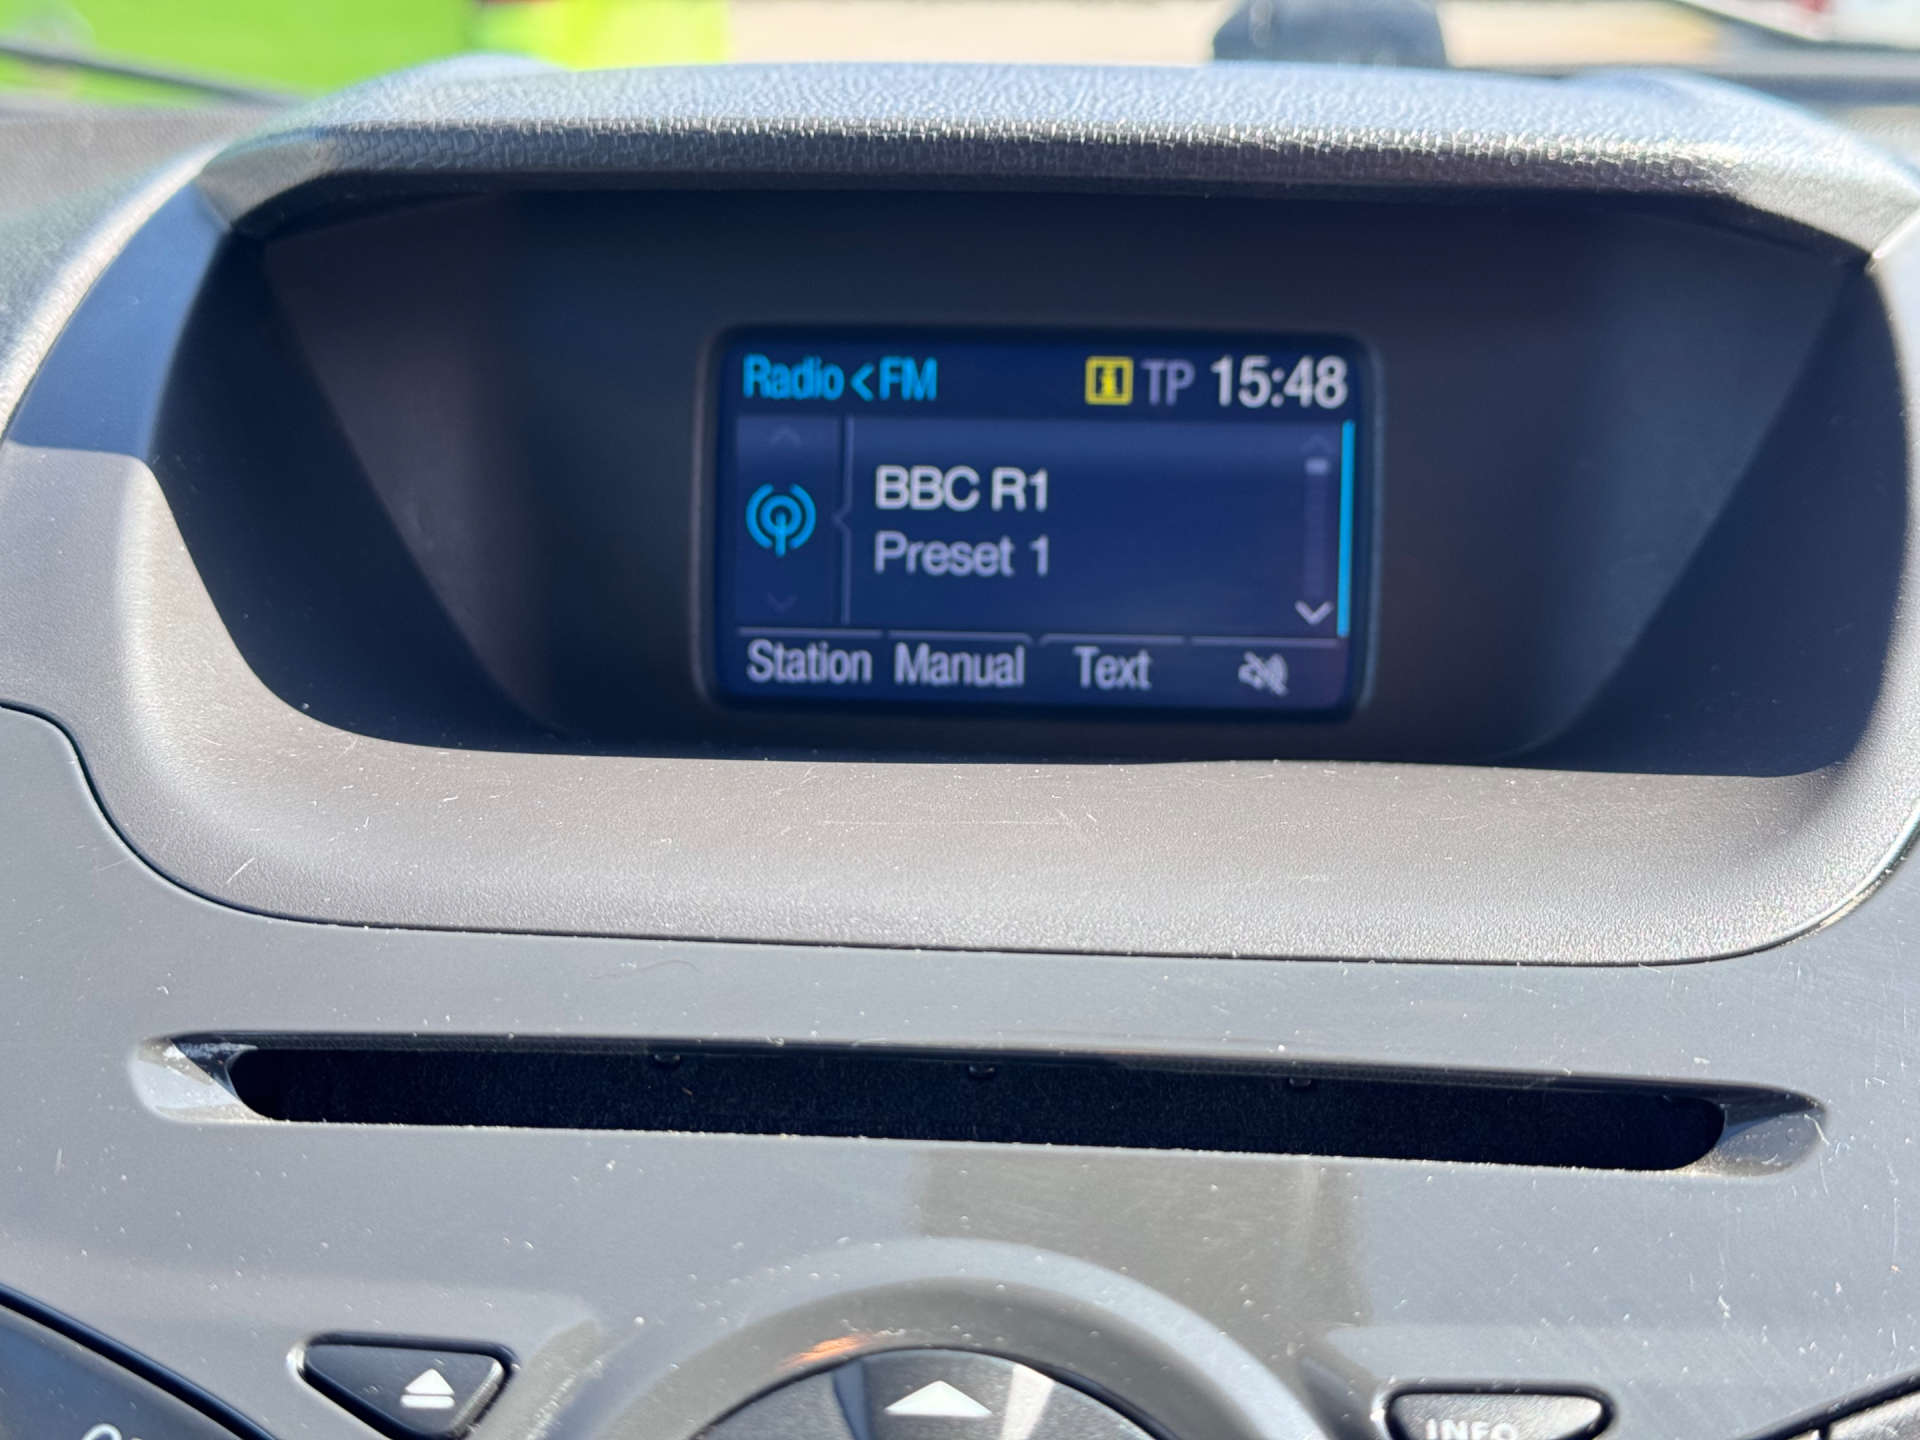 Radio < FM TP 15:48
BBC R1
Preset 1
Station Manual Text
INFO